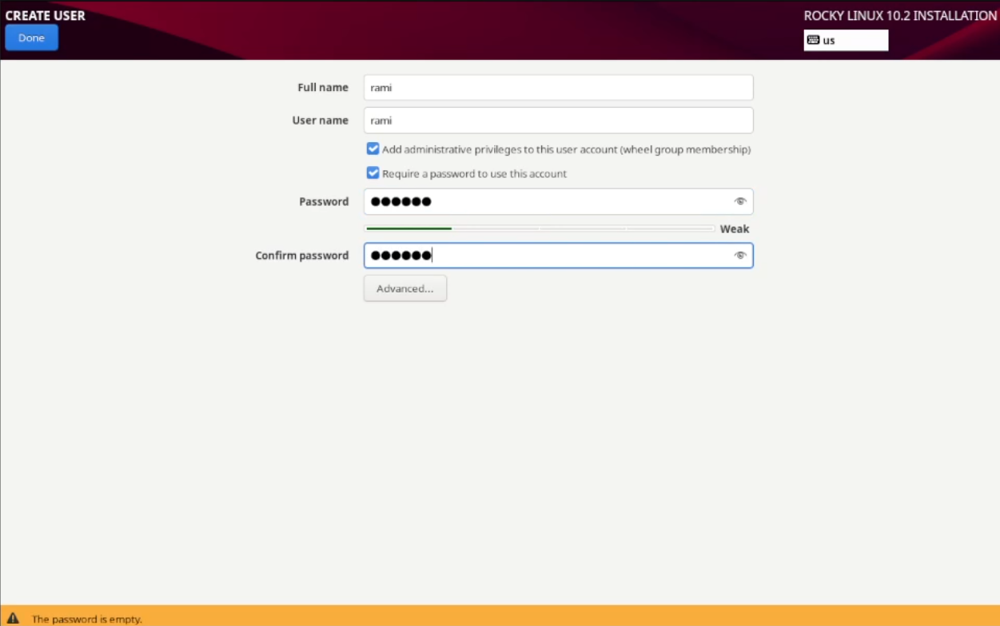 CREATE USER
ROCKY LINUX 10.2 INSTALLATION
Done
us
Full name
rami
User name
rami
Add administrative privileges to this user account (wheel group membership)
Require a password to use this account
Password
●●●●●●
Weak
Confirm password
●●●●●●
Advanced...
The password is empty.